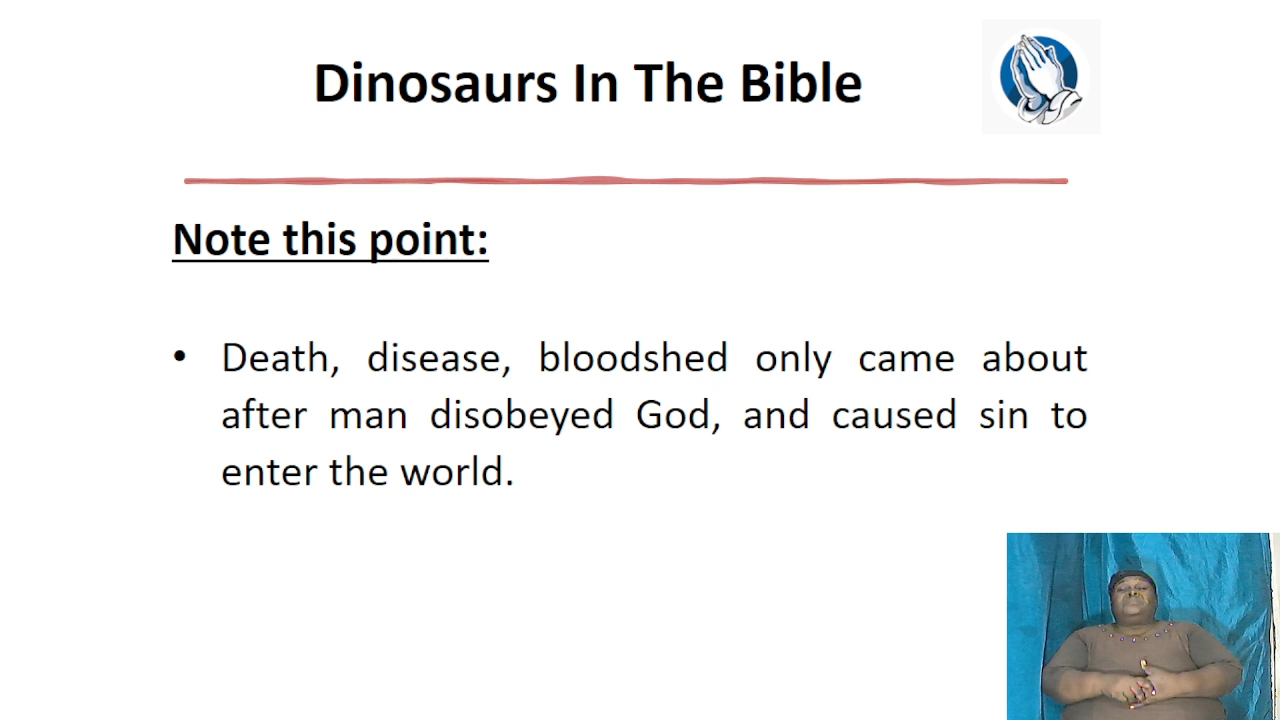 Dinosaurs In The Bible
Note this point:
• Death, disease, bloodshed only came about
after man disobeyed God, and caused sin to
enter the world.